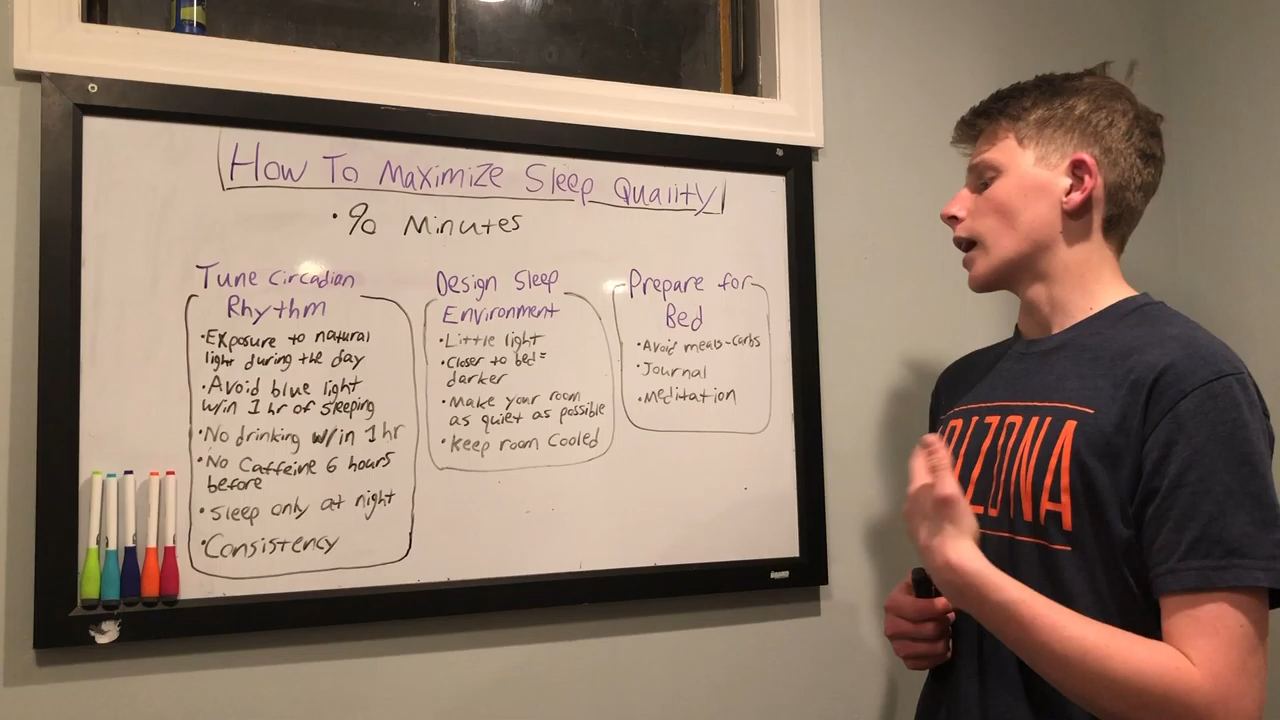 How To Maximize Sleep Quality
·90 Minutes
Tune Circadian
Rhythm
·Exposure to natural
light during the day
·Avoid blue light
w/in 1 hr of sleeping
·No drinking w/in 1 hr
·No Caffeine 6 hours
before
·Sleep only at night
·Consistency
Design Sleep
Environment
·Little light
·Closer to bed =
darker
·Make your room
as quiet as possible
·Keep room cooled
Prepare for
Bed
·Avoid meals-carbs
·Journal
·Meditation
ARIZONA